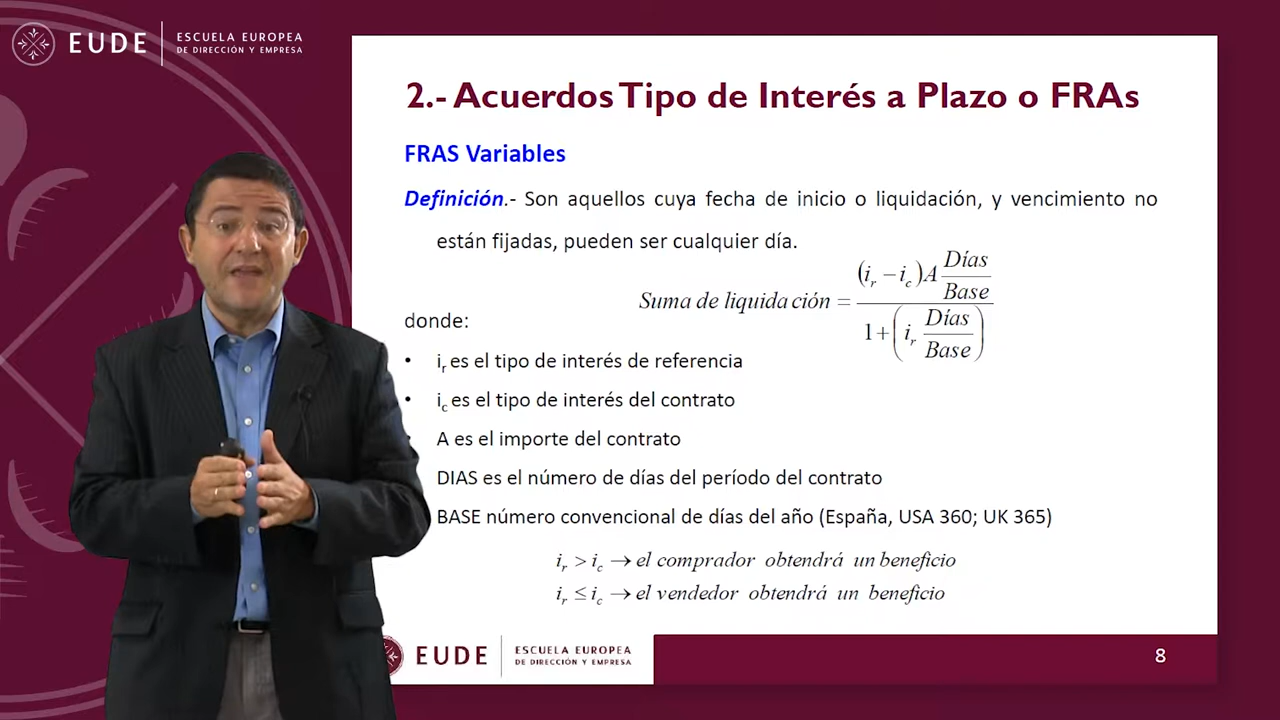 EUDE
ESCUELA EUROPEA
DE DIRECCIÓN Y EMPRESA
2.- Acuerdos Tipo de Interés a Plazo o FRAs
FRAS Variables
Definición.- Son aquellos cuya fecha de inicio o liquidación, y vencimiento no
están fijadas, pueden ser cualquier día.
Suma de liquida ción = \frac{(i_r − i_c) A \frac{Días}{Base}}{1 + (i_r \frac{Días}{Base})}
donde:
• i_r es el tipo de interés de referencia
• i_c es el tipo de interés del contrato
A es el importe del contrato
DIAS es el número de días del período del contrato
BASE número convencional de días del año (España, USA 360; UK 365)
i_r > i_c → el comprador obtendrá un beneficio
i_r ≤ i_c → el vendedor obtendrá un beneficio
EUDE
ESCUELA EUROPEA
DE DIRECCIÓN Y EMPRESA
8